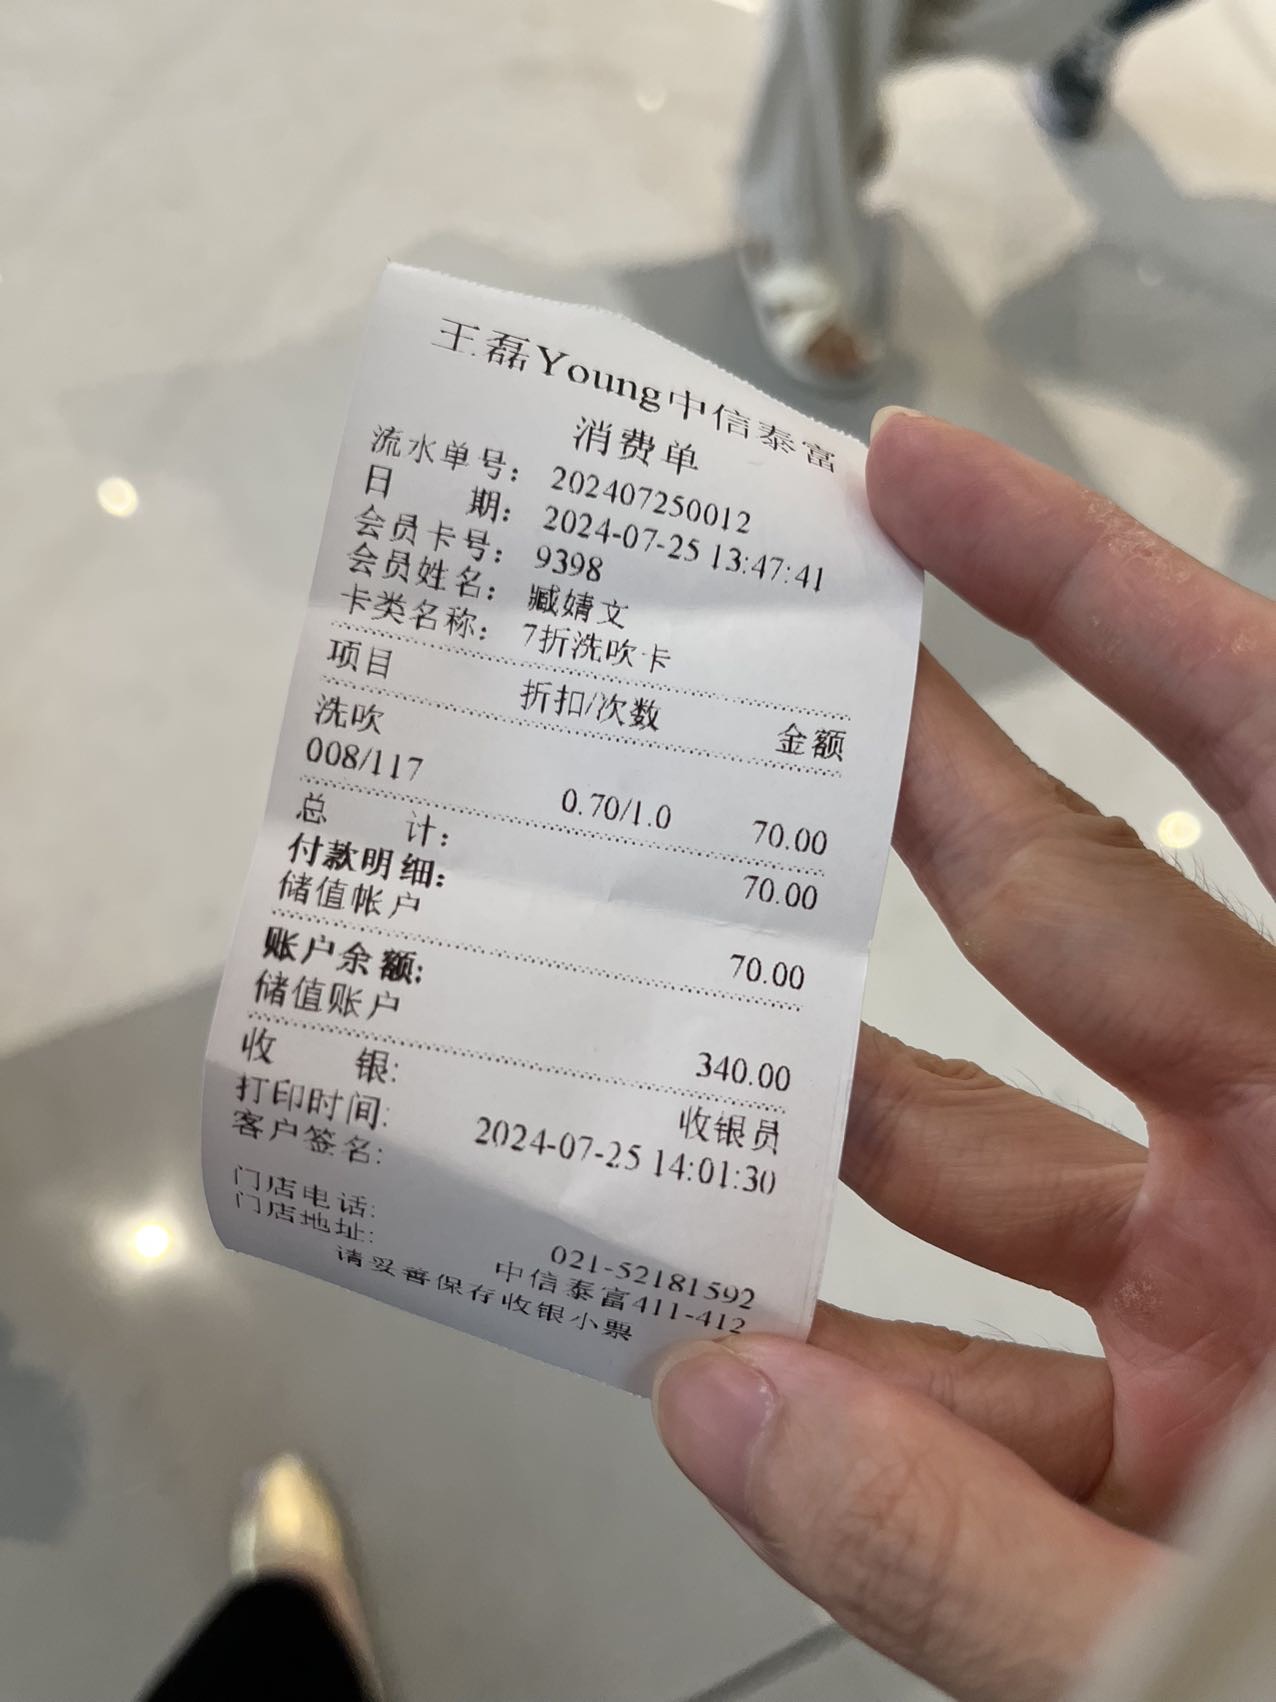 王磊Young中信泰富
消费单
流水单号： 202407250012
日 期： 2024-07-25 13:47:41
会员卡号： 9398
会员姓名： 臧婧文
卡类名称： 7折洗吹卡
项目 折扣/次数 金额
洗吹
008/117 0.70/1.0 70.00
总 计： 70.00
付款明细：
储值帐户 70.00
账户余额:
储值账户 340.00
收 银: 收银员
打印时间: 2024-07-25 14:01:30
客户签名:
门店电话: 021-52181592
门店地址: 中信泰富411-412
请妥善保存收银小票